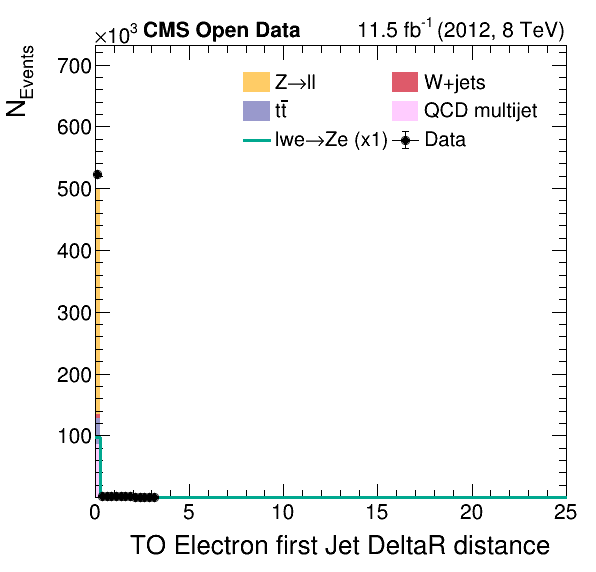 ×10³ CMS Open Data 11.5 fb⁻¹ (2012, 8 TeV)
N_Events
700
600
500
400
300
200
100
Z→ll W+jets
tt̄ QCD multijet
lwe→Ze (x1) Data
0 5 10 15 20 25
TO Electron first Jet DeltaR distance